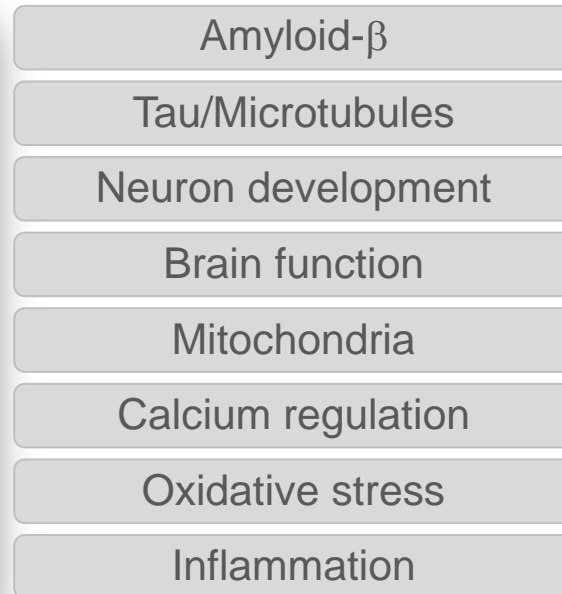 Amyloid-β
Tau/Microtubules
Neuron development
Brain function
Mitochondria
Calcium regulation
Oxidative stress
Inflammation